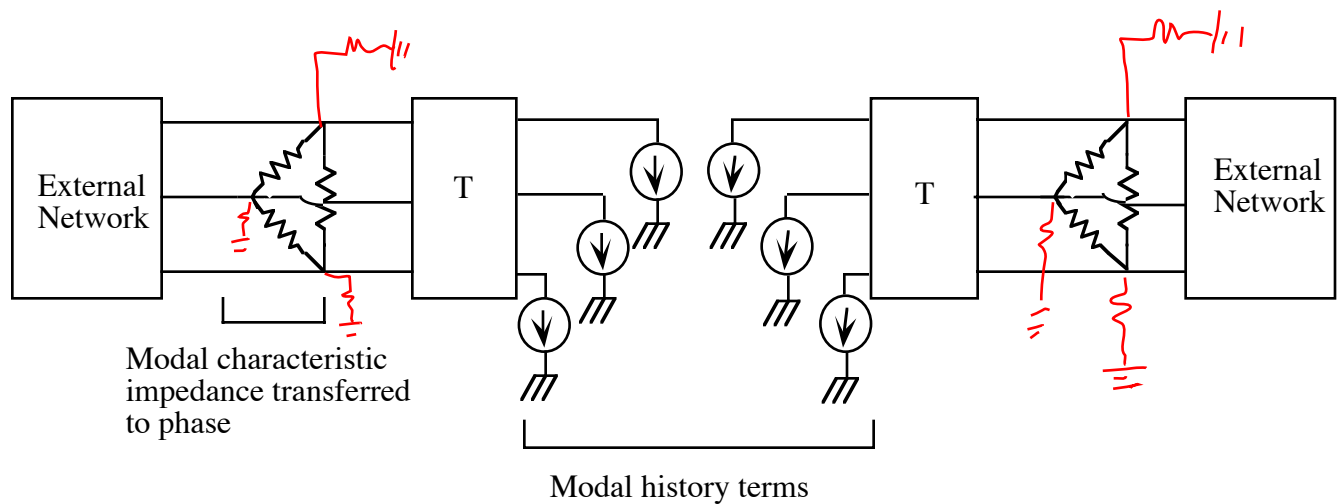 External
Network
T
T
External
Network
Modal characteristic
impedance transferred
to phase
Modal history terms